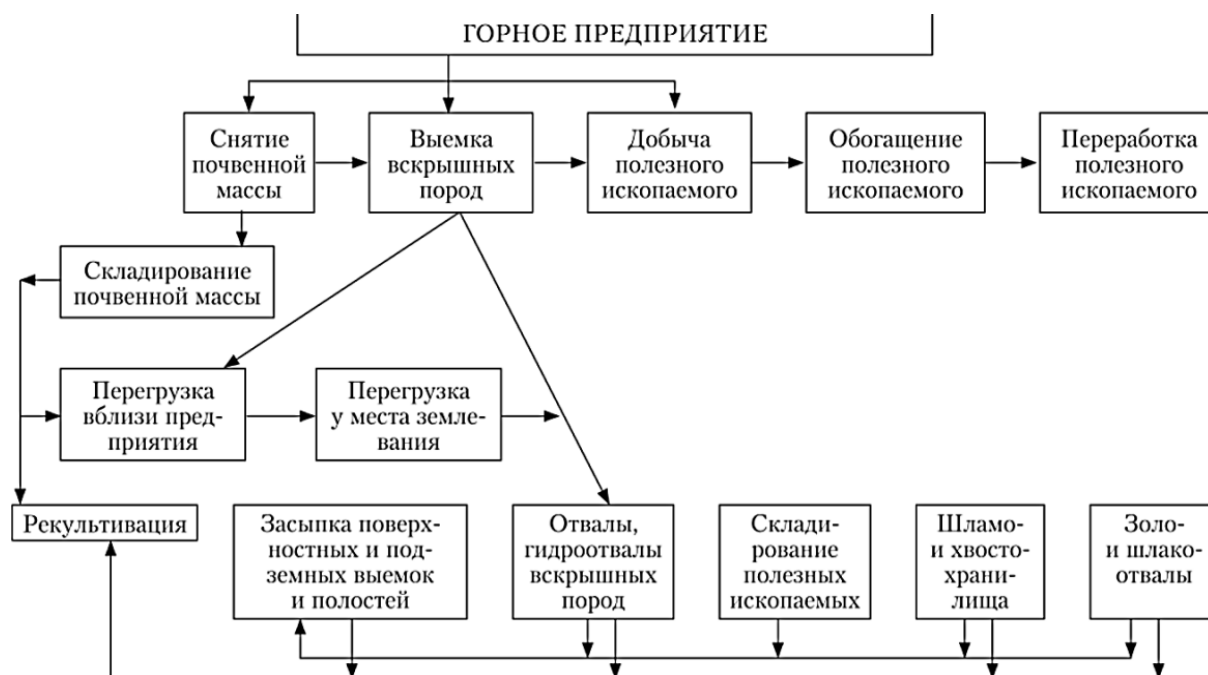 ГОРНОЕ ПРЕДПРИЯТИЕ
Снятие
почвенной
массы
Выемка
вскрышных
пород
Добыча
полезного
ископаемого
Обогащение
полезного
ископаемого
Переработка
полезного
ископаемого
Складирование
почвенной массы
Перегрузка
вблизи пред-
приятия
Перегрузка
у места земле-
вания
Рекультивация
Засыпка поверх-
ностных и под-
земных выемок
и полостей
Отвалы,
гидроотвалы
вскрышных
пород
Склади-
рование
полезных
ископаемых
Шламо-
и хвосто-
храни-
лища
Золо-
и шлако-
отвалы